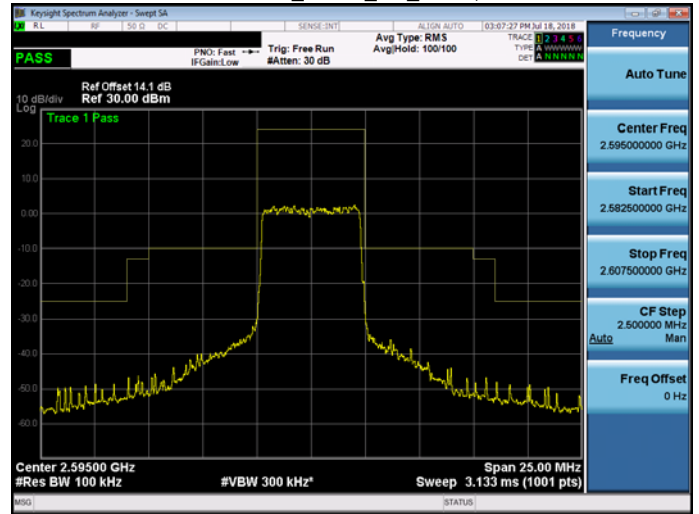 Keysight Spectrum Analyzer - Swept SA
RL RF 50 Ω DC SENSE:INT ALIGN AUTO 03:07:27 PM Jul 18, 2018
Avg Type: RMS TRACE 1 2 3 4 5 6
PASS PNO: Fast Trig: Free Run Avg|Hold: 100/100 TYPE A WWWWW
IFGain:Low #Atten: 30 dB DET A NNNNN
Ref Offset 14.1 dB
10 dB/div Ref 30.00 dBm
Log
Trace 1 Pass
20.0
10.0
0.00
-10.0
-20.0
-30.0
-40.0
-50.0
-60.0
Center 2.59500 GHz Span 25.00 MHz
#Res BW 100 kHz #VBW 300 kHz* Sweep 3.133 ms (1001 pts)
MSG STATUS
Frequency
Auto Tune
Center Freq
2.595000000 GHz
Start Freq
2.582500000 GHz
Stop Freq
2.607500000 GHz
CF Step
2.500000 MHz
Auto Man
Freq Offset
0 Hz